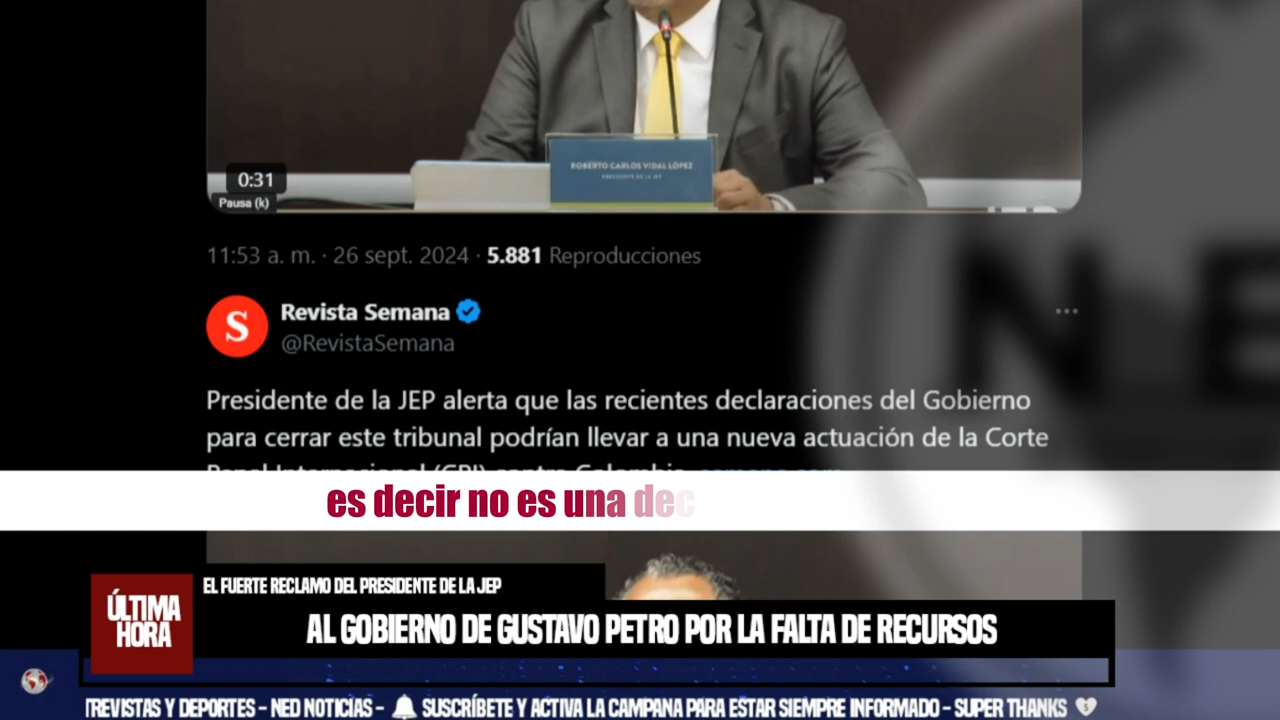 ROBERTO CARLOS VIDAL LÓPEZ
PRESIDENTE DE LA JEP
0:31
Pausa (k)
11:53 a. m. · 26 sept. 2024 · 5.881 Reproducciones
S
Revista Semana
@RevistaSemana
Presidente de la JEP alerta que las recientes declaraciones del Gobierno
para cerrar este tribunal podrían llevar a una nueva actuación de la Corte
es decir no es una dec
EL FUERTE RECLAMO DEL PRESIDENTE DE LA JEP
ÚLTIMA
HORA
AL GOBIERNO DE GUSTAVO PETRO POR LA FALTA DE RECURSOS
TREVISTAS Y DEPORTES - NED NOTICIAS - SUSCRÍBETE Y ACTIVA LA CAMPANA PARA ESTAR SIEMPRE INFORMADO - SUPER THANKS
NE